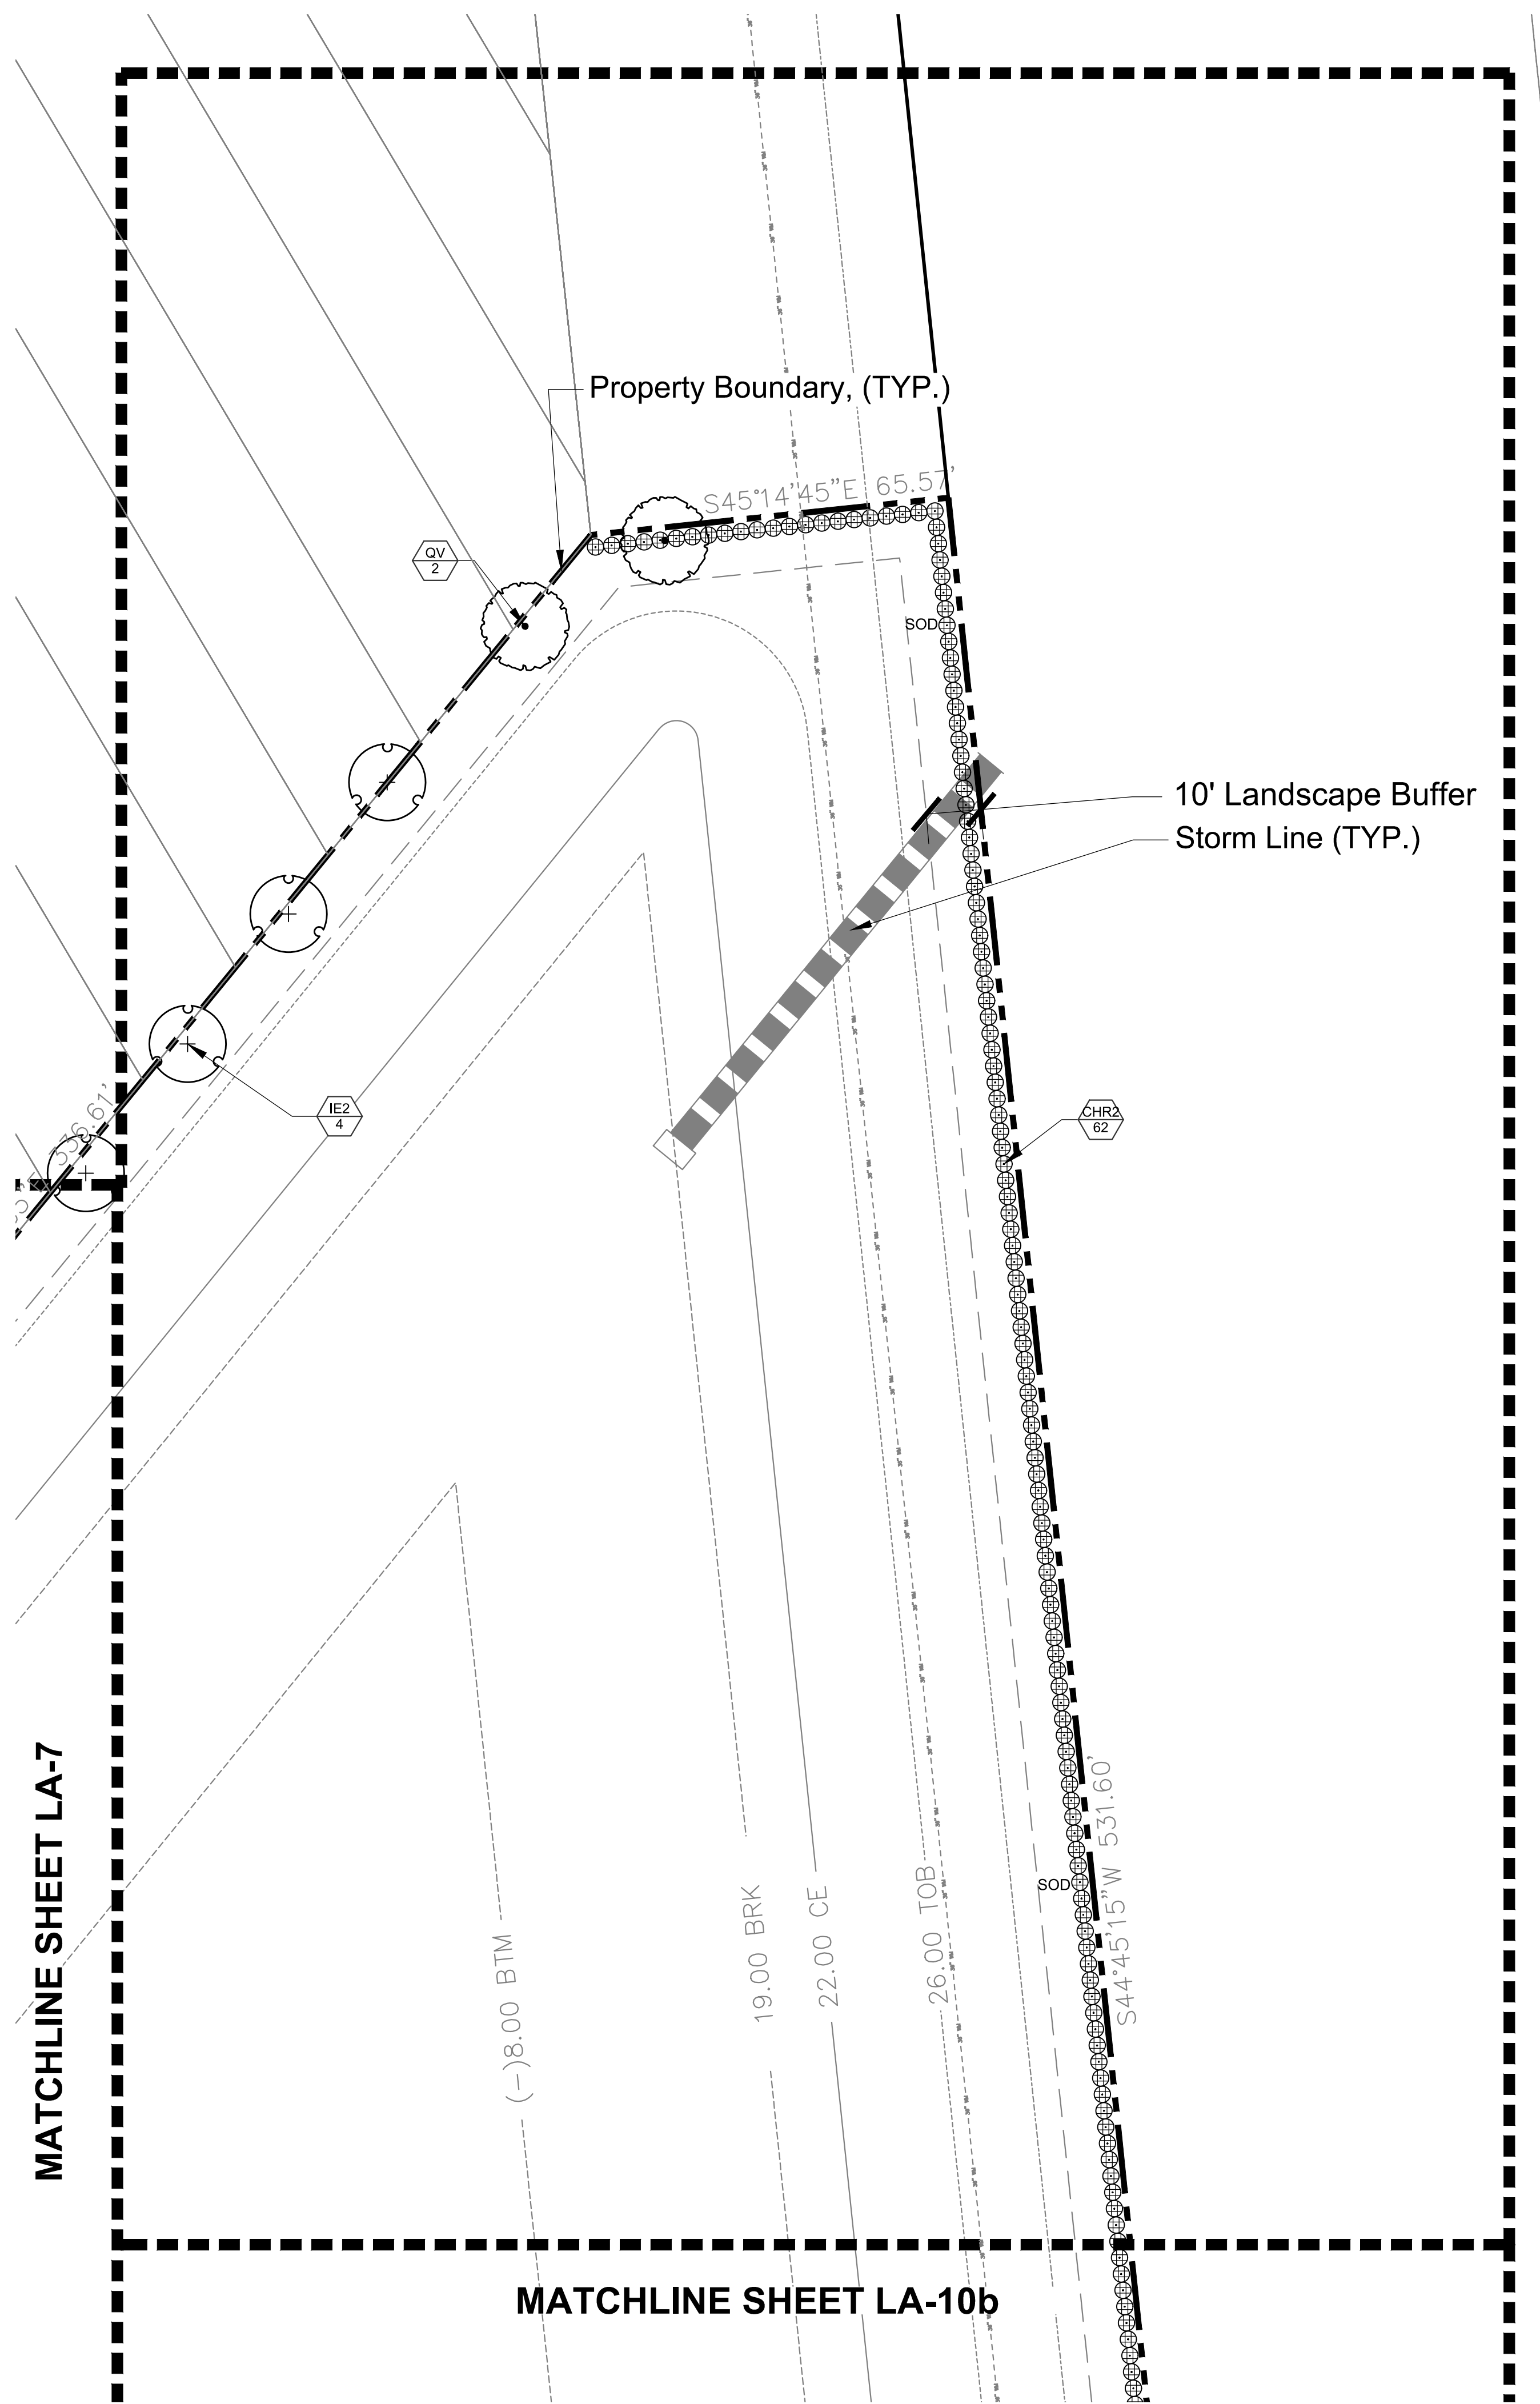 Property Boundary, (TYP.)
S45°14'45"E 65.57'
QV
2
SOD
10' Landscape Buffer
Storm Line (TYP.)
IE2
4
CHR2
62
336.61'
SOD
S44°45'15"W 531.60'
(-)8.00 BTM
19.00 BRK
22.00 CE
26.00 TOB
MATCHLINE SHEET LA-7
MATCHLINE SHEET LA-10b